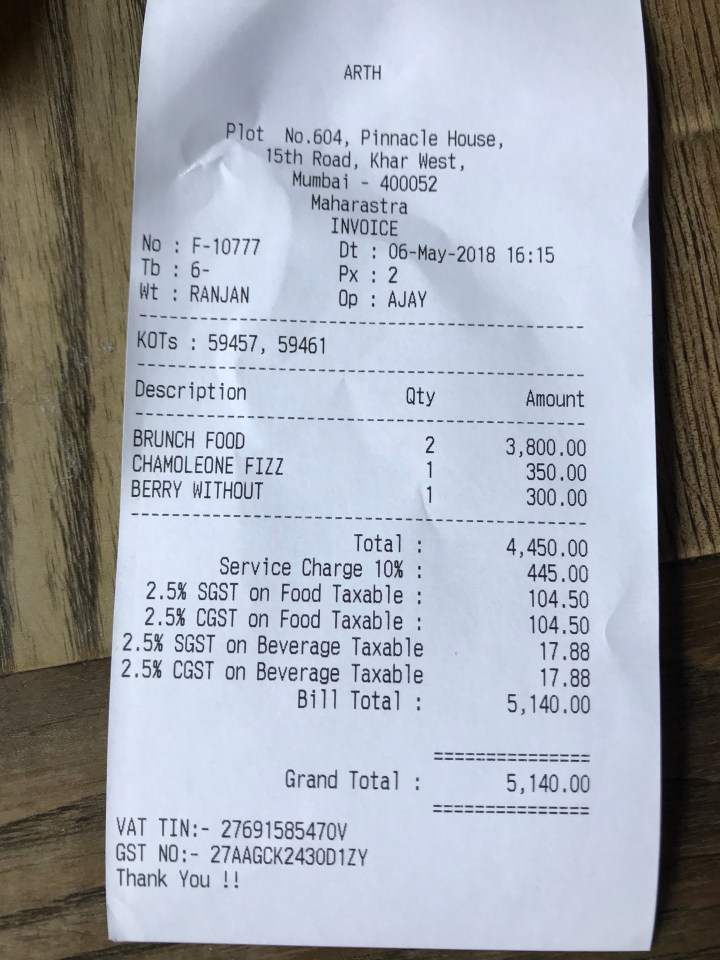 ARTH
Plot No.604, Pinnacle House,
15th Road, Khar West,
Mumbai - 400052
Maharastra
INVOICE
No : F-10777 Dt : 06-May-2018 16:15
Tb : 6- Px : 2
Wt : RANJAN Op : AJAY
KOTs : 59457, 59461
Description Qty Amount
BRUNCH FOOD 2 3,800.00
CHAMOLEONE FIZZ 1 350.00
BERRY WITHOUT 1 300.00
Total : 4,450.00
Service Charge 10% : 445.00
2.5% SGST on Food Taxable : 104.50
2.5% CGST on Food Taxable : 104.50
2.5% SGST on Beverage Taxable 17.88
2.5% CGST on Beverage Taxable 17.88
Bill Total : 5,140.00
Grand Total : 5,140.00
VAT TIN:- 27691585470V
GST NO:- 27AAGCK2430D1ZY
Thank You !!